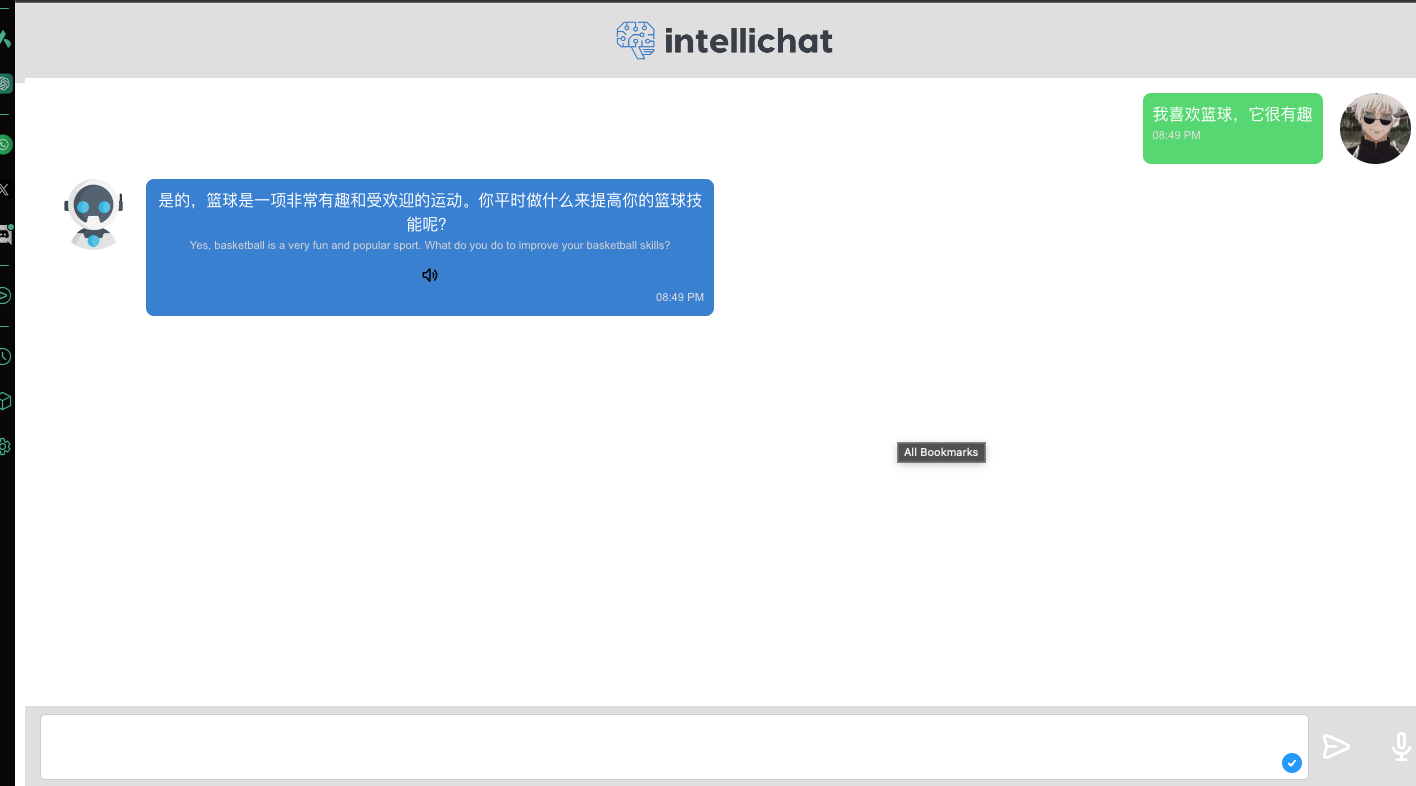 intellichat
我喜欢篮球，它很有趣
08:49 PM
是的，篮球是一项非常有趣和受欢迎的运动。你平时做什么来提高你的篮球技
能呢？
Yes, basketball is a very fun and popular sport. What do you do to improve your basketball skills?
08:49 PM
All Bookmarks